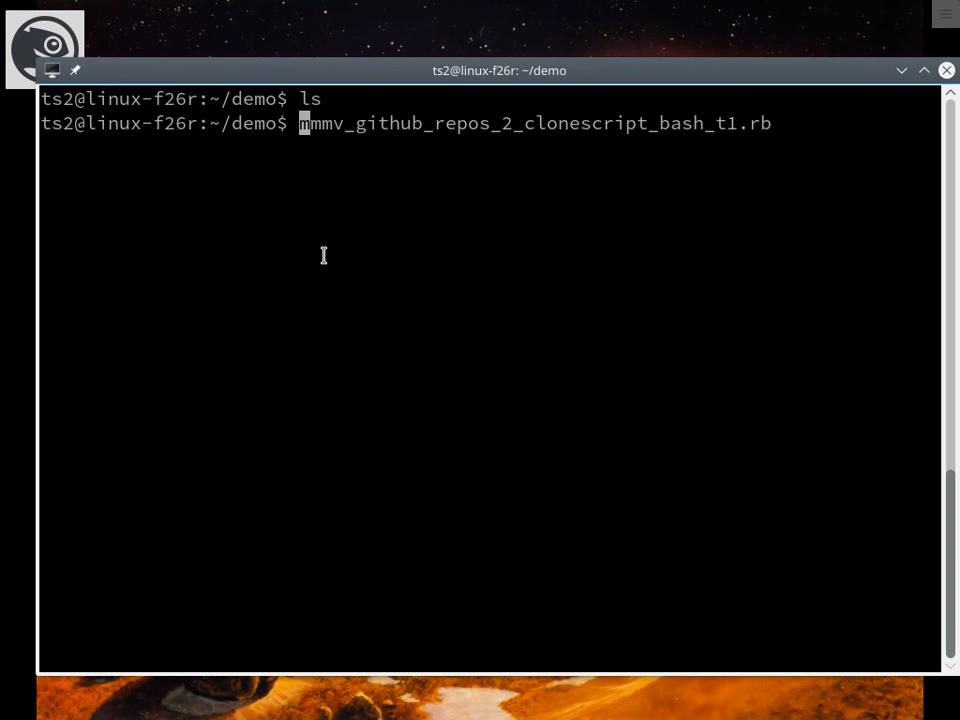 ts2@linux-f26r: ~/demo
ts2@linux-f26r:~/demo$ ls
ts2@linux-f26r:~/demo$ mmmv_github_repos_2_clonescript_bash_t1.rb